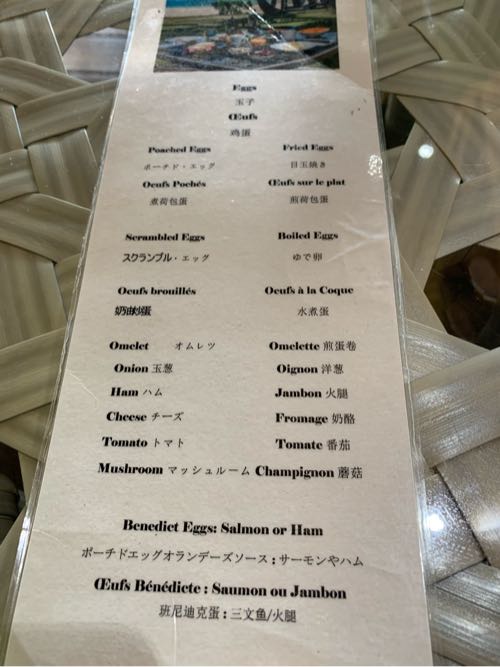 Eggs
玉子
Œufs
鸡蛋
Poached Eggs Fried Eggs
ポーチド・エッグ 目玉焼き
Oeufs Pochés Œufs sur le plat
煮荷包蛋 煎荷包蛋
Scrambled Eggs Boiled Eggs
スクランブル・エッグ ゆで卵
Oeufs brouillés Oeufs à la Coque
奶油炒蛋 水煮蛋
Omelet オムレツ Omelette 煎蛋卷
Onion 玉葱 Oignon 洋葱
Ham ハム Jambon 火腿
Cheese チーズ Fromage 奶酪
Tomato トマト Tomate 番茄
Mushroom マッシュルーム Champignon 蘑菇
Benedict Eggs: Salmon or Ham
ポーチドエッグオランデーズソース : サーモンやハム
Œufs Bénédicte : Saumon ou Jambon
班尼迪克蛋 : 三文鱼/火腿